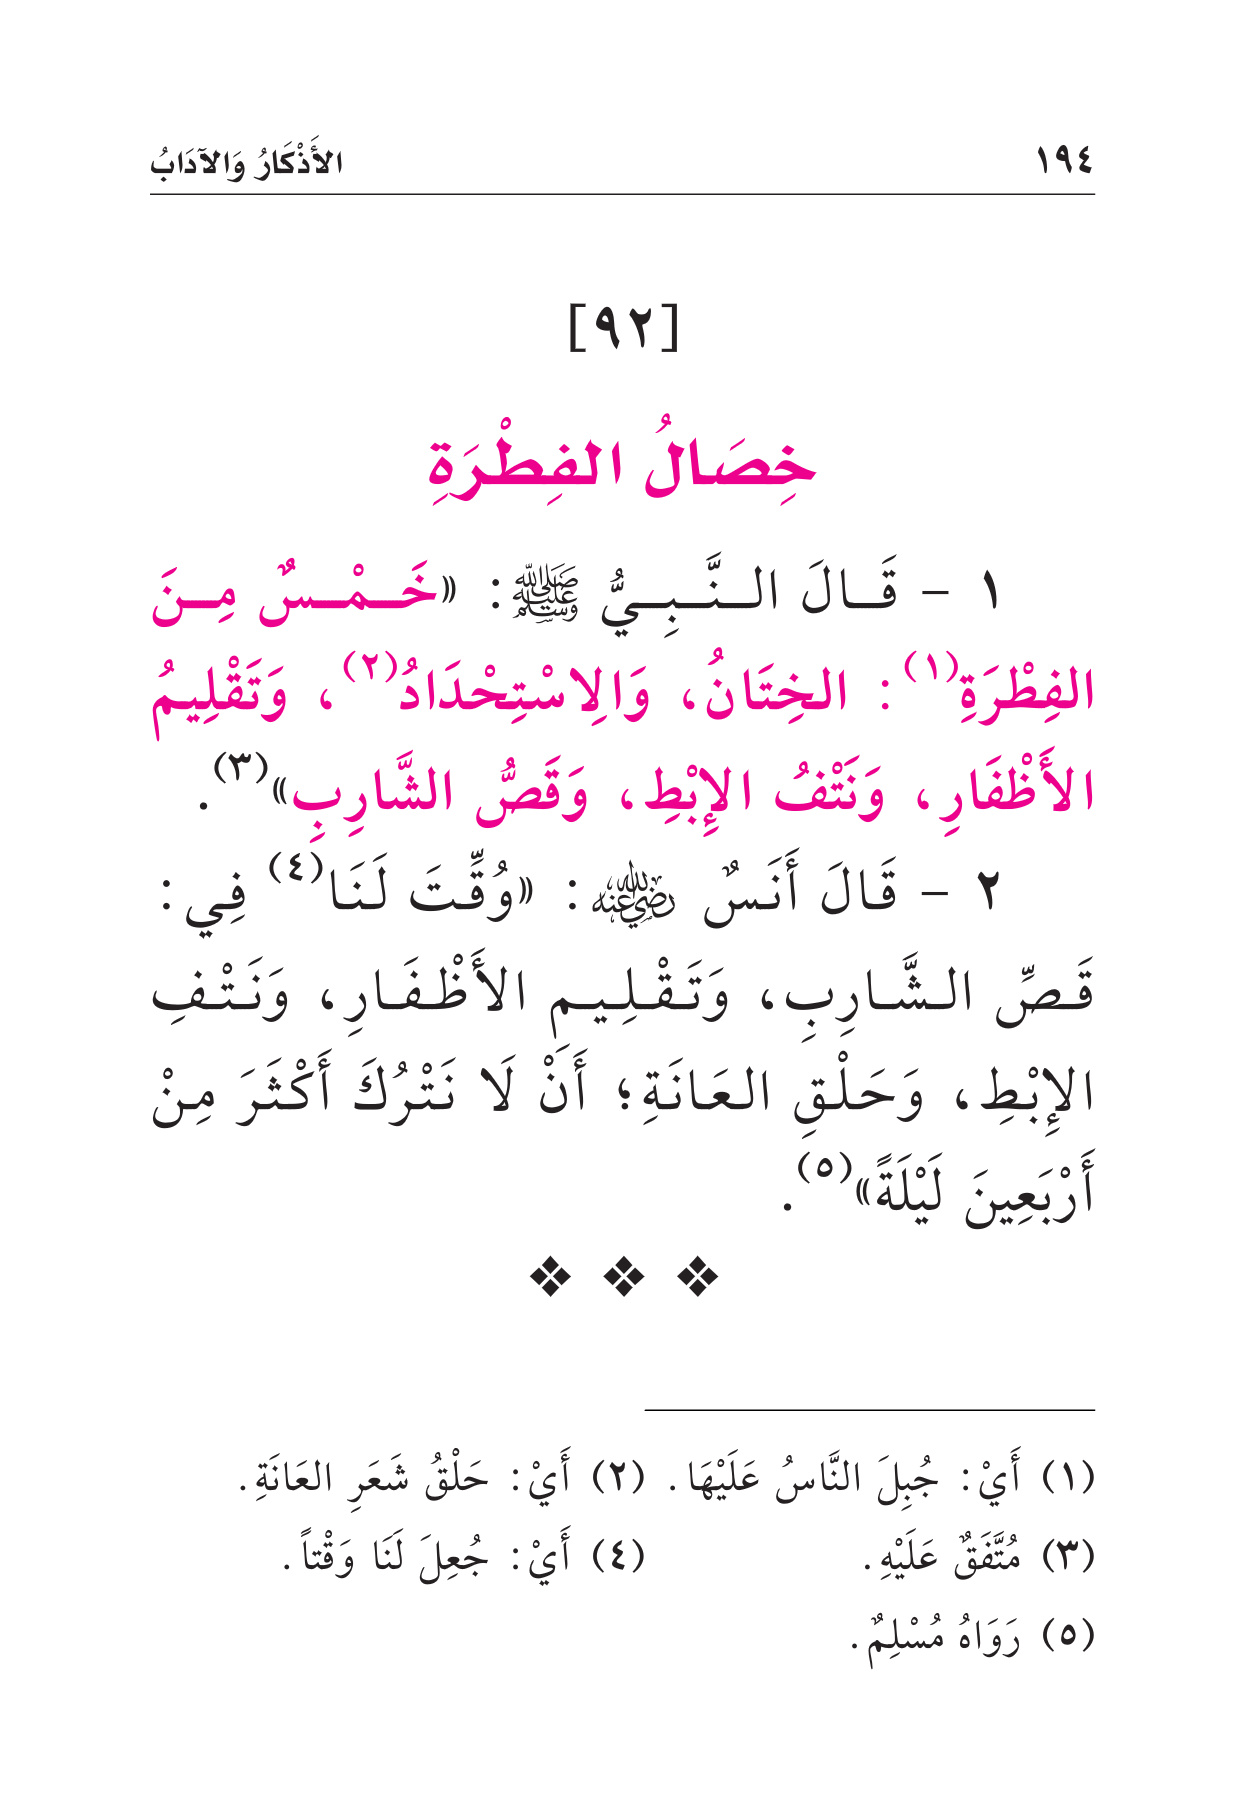 ١٩٤ الأَذْكَارُ وَالآدَابُ
[٩٢]
خِصَالُ الفِطْرَةِ
١ - قَالَ النَّبِيُّ ﷺ: «خَمْسٌ مِنَ
الفِطْرَةِ(١): الخِتَانُ، وَالِاسْتِحْدَادُ(٢)، وَتَقْلِيمُ
الأَظْفَارِ، وَنَتْفُ الإِبْطِ، وَقَصُّ الشَّارِبِ»(٣).
٢ - قَالَ أَنَسٌ رضي الله عنه: «وُقِّتَ لَنَا(٤) فِي:
قَصِّ الشَّارِبِ، وَتَقْلِيمِ الأَظْفَارِ، وَنَتْفِ
الإِبْطِ، وَحَلْقِ العَانَةِ؛ أَنْ لَا نَتْرُكَ أَكْثَرَ مِنْ
أَرْبَعِينَ لَيْلَةً»(٥).
(١) أَيْ: جُبِلَ النَّاسُ عَلَيْهَا. (٢) أَيْ: حَلْقُ شَعَرِ العَانَةِ.
(٣) مُتَّفَقٌ عَلَيْهِ. (٤) أَيْ: جُعِلَ لَنَا وَقْتاً.
(٥) رَوَاهُ مُسْلِمٌ.